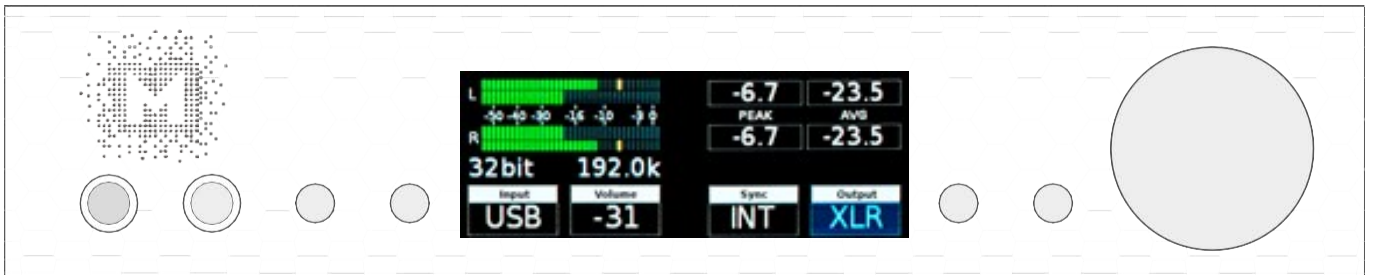 M
L
-6.7 -23.5
-50 -40 -30 -16 -10 -3 0
PEAK AVG
R
-6.7 -23.5
32bit 192.0k
Input Volume Sync Output
USB -31 INT XLR